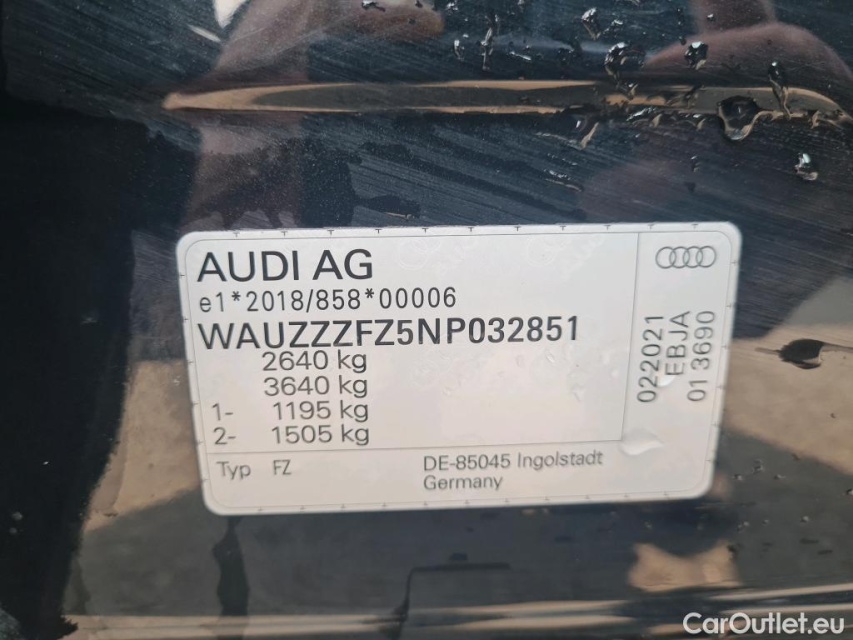 AUDI AG
e1*2018/858*00006
WAUZZZFZ5NP032851
2640 kg
3640 kg
1- 1195 kg
2- 1505 kg
Typ FZ
DE-85045 Ingolstadt
Germany
022021
EBJA
01 3690
CarOutlet.eu